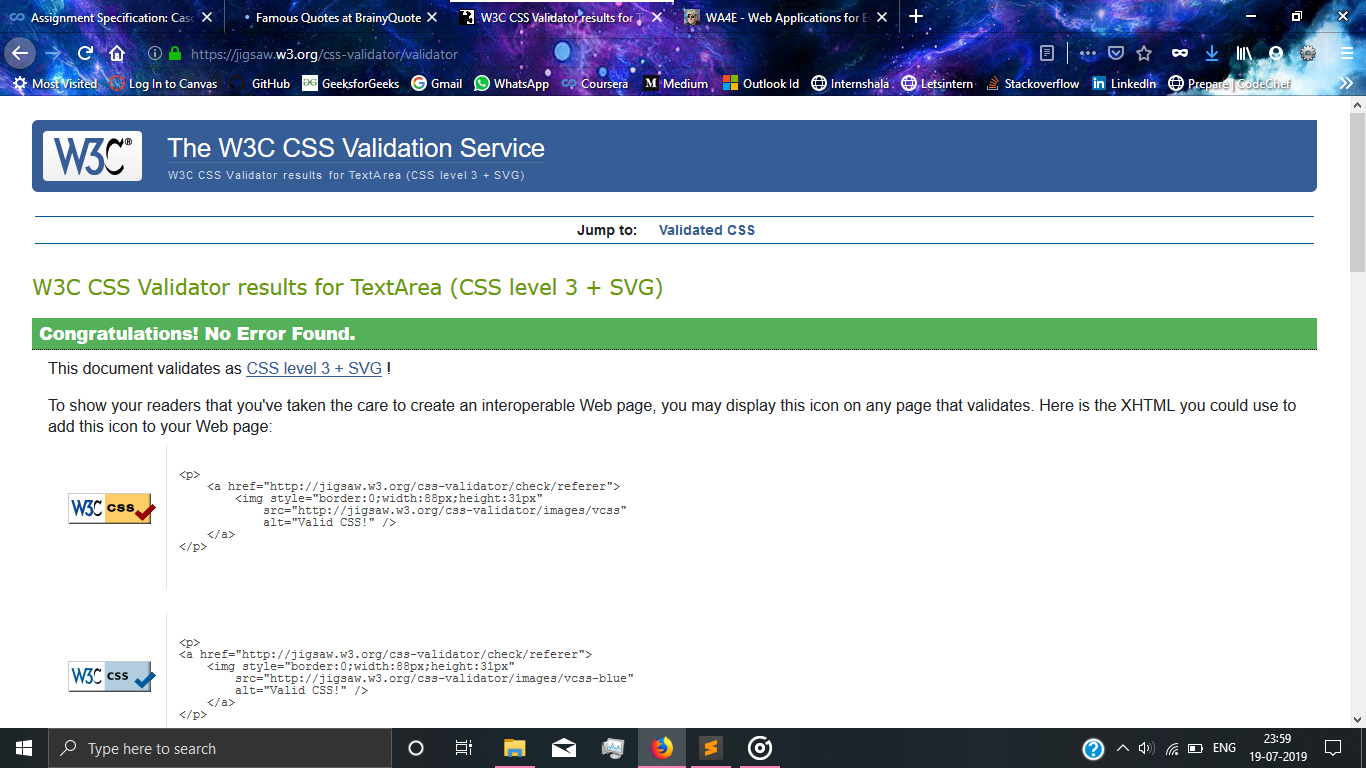 Assignment Specification: Casc
Famous Quotes at BrainyQuote
W3C CSS Validator results for T
WA4E - Web Applications for E
https://jigsaw.w3.org/css-validator/validator
Most Visited
Log In to Canvas
GitHub
GeeksforGeeks
Gmail
WhatsApp
Coursera
Medium
Outlook Id
Internshala
Letsintern
Stackoverflow
LinkedIn
Prepare | CodeChef
W3C®
The W3C CSS Validation Service
W3C CSS Validator results for TextArea (CSS level 3 + SVG)
Jump to: Validated CSS
W3C CSS Validator results for TextArea (CSS level 3 + SVG)
Congratulations! No Error Found.
This document validates as CSS level 3 + SVG !
To show your readers that you've taken the care to create an interoperable Web page, you may display this icon on any page that validates. Here is the XHTML you could use to
add this icon to your Web page:
W3C css
<p>
<a href="http://jigsaw.w3.org/css-validator/check/referer">
<img style="border:0;width:88px;height:31px"
src="http://jigsaw.w3.org/css-validator/images/vcss"
alt="Valid CSS!" />
</a>
</p>
W3C css
<p>
<a href="http://jigsaw.w3.org/css-validator/check/referer">
<img style="border:0;width:88px;height:31px"
src="http://jigsaw.w3.org/css-validator/images/vcss-blue"
alt="Valid CSS!" />
</a>
</p>
Type here to search
ENG
23:59
19-07-2019